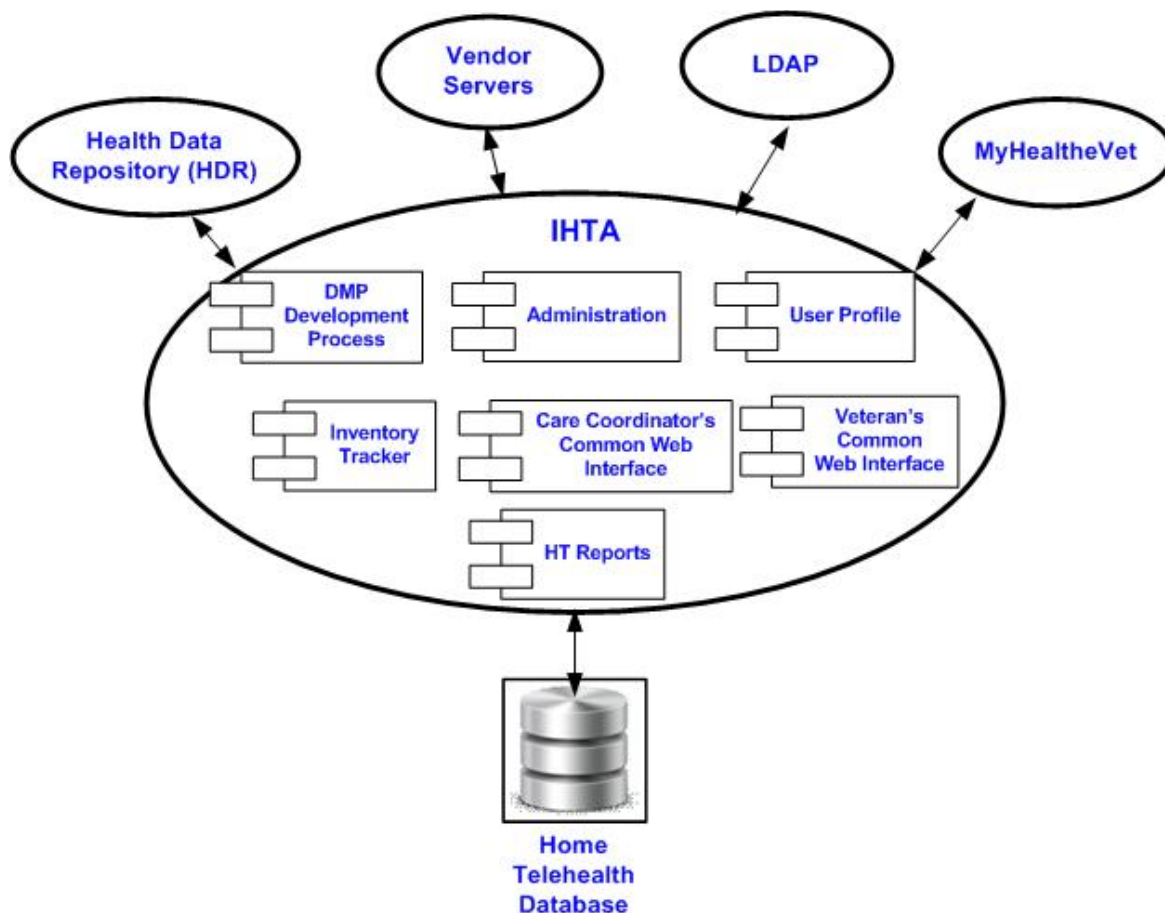 Vendor
Servers
LDAP
Health Data
Repository (HDR)
MyHealtheVet
IHTA
DMP
Development
Process
Administration
User Profile
Inventory
Tracker
Care Coordinator's
Common Web
Interface
Veteran's
Common
Web Interface
HT Reports
Home
Telehealth
Database